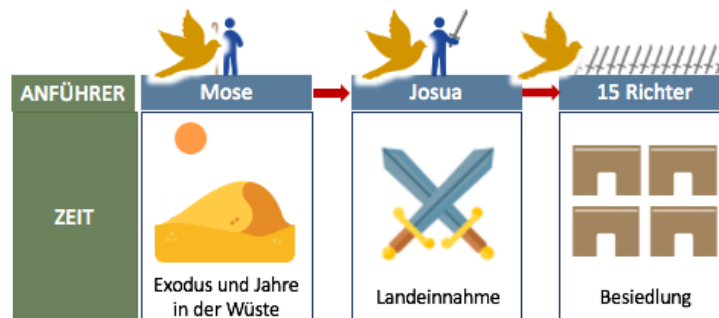 ANFÜHRER
Mose
Josua
15 Richter
ZEIT
Exodus und Jahre
in der Wüste
Landeinnahme
Besiedlung